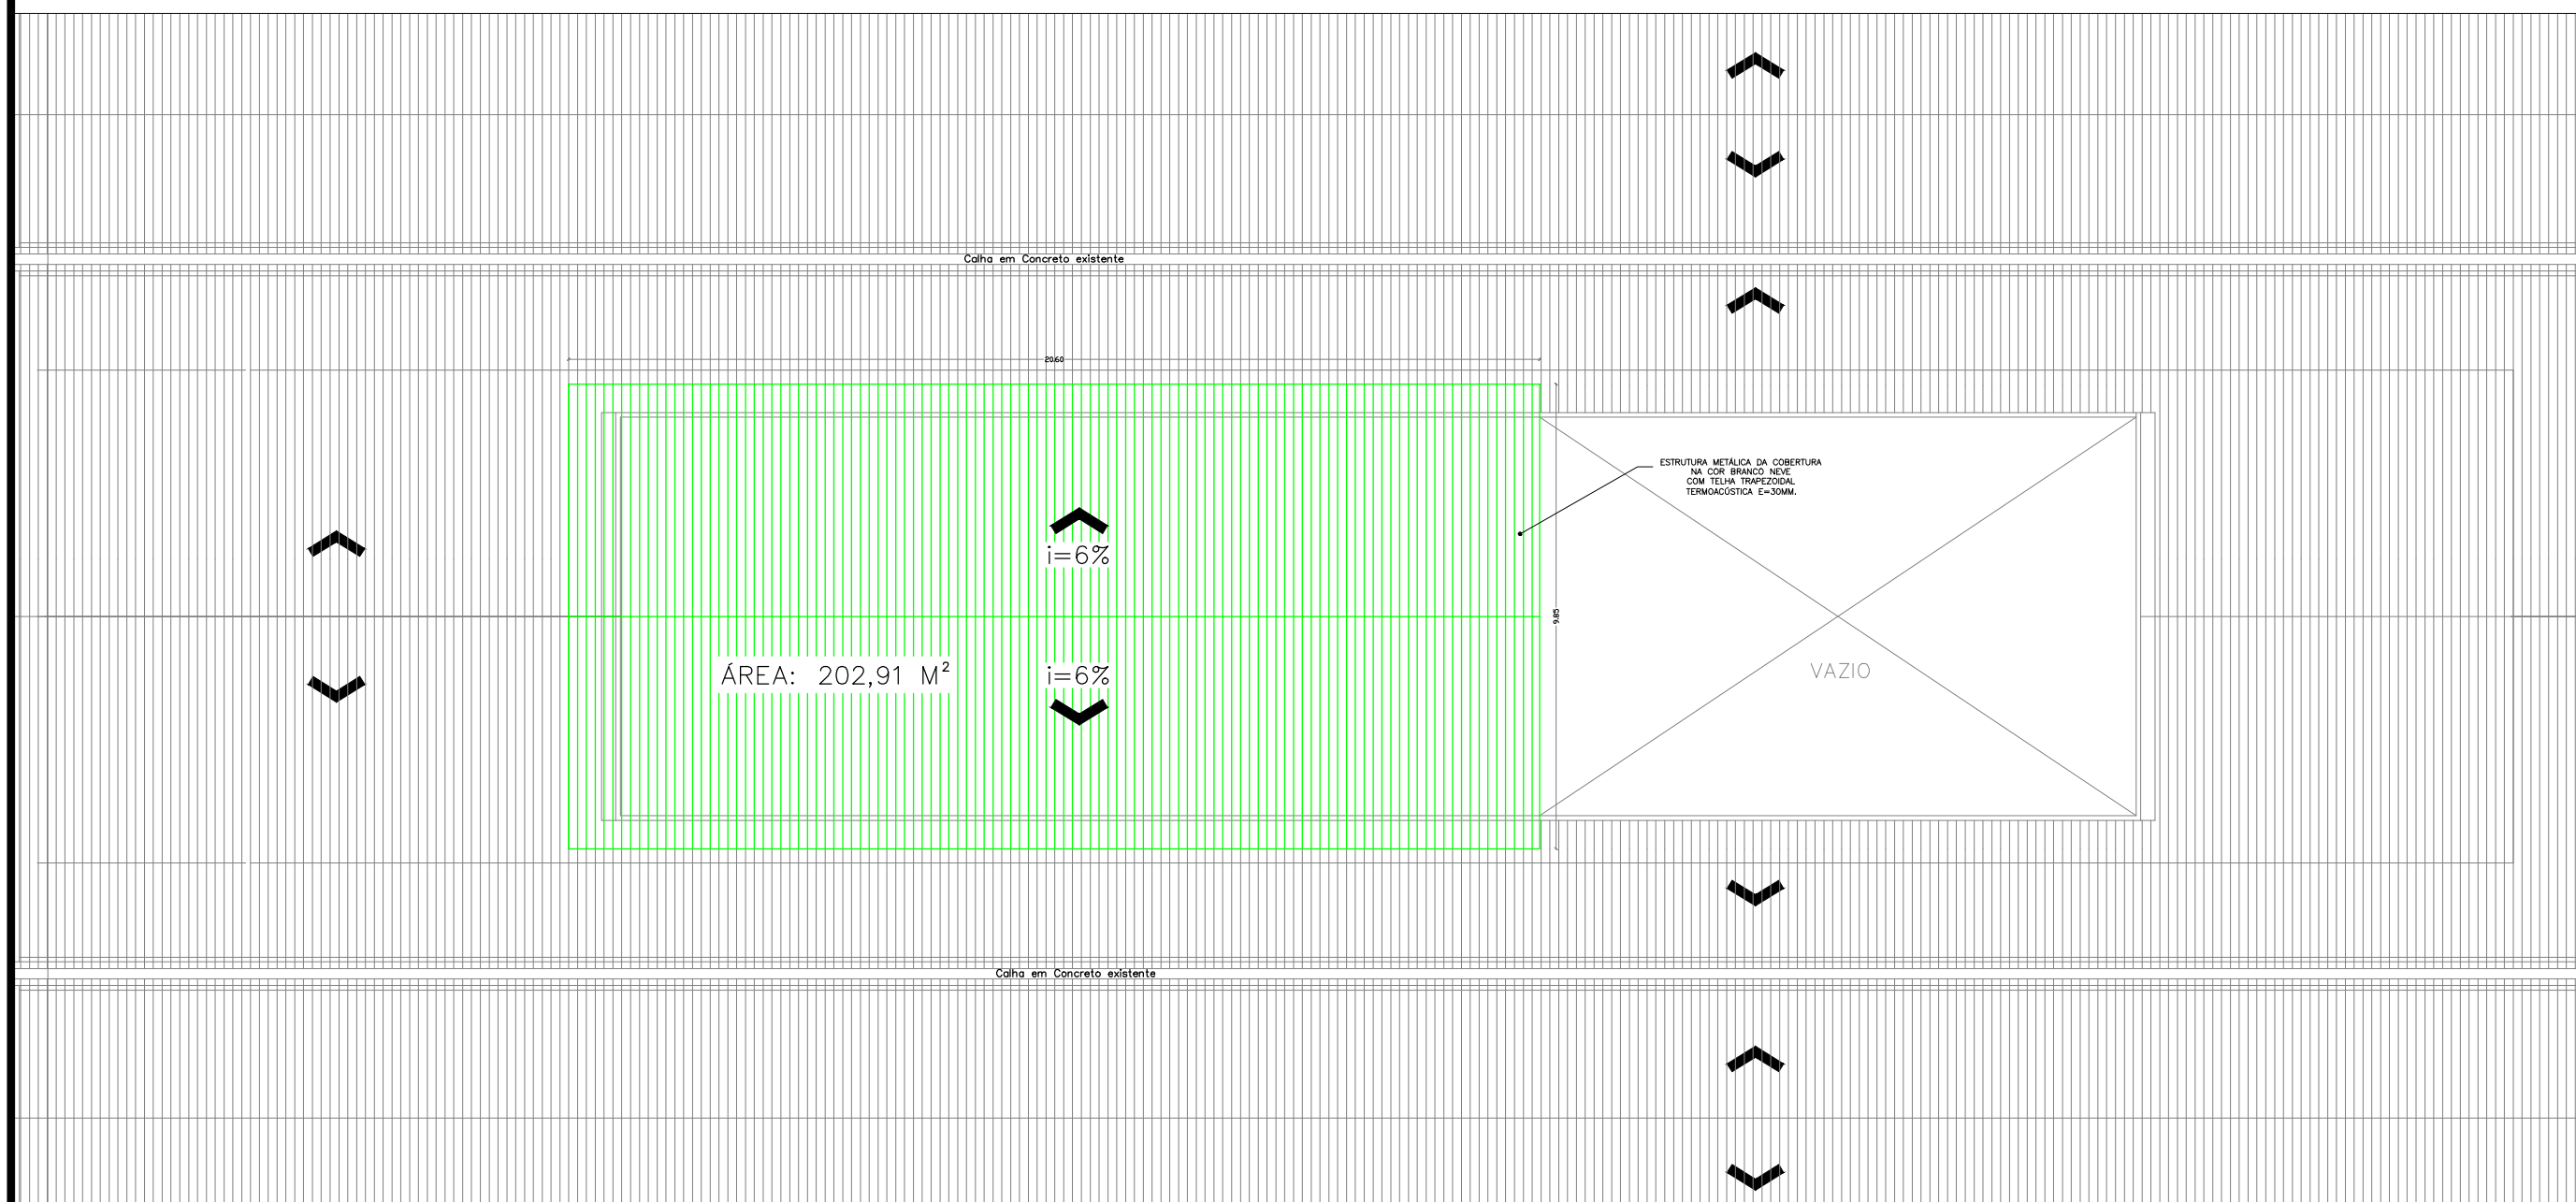 Calha em Concreto existente
20.60
ESTRUTURA METÁLICA DA COBERTURA
NA COR BRANCO NEVE
COM TELHA TRAPEZOIDAL
TERMOACÚSTICA E=30MM.
i=6%
9.85
ÁREA: 202,91 M²
i=6%
VAZIO
Calha em Concreto existente